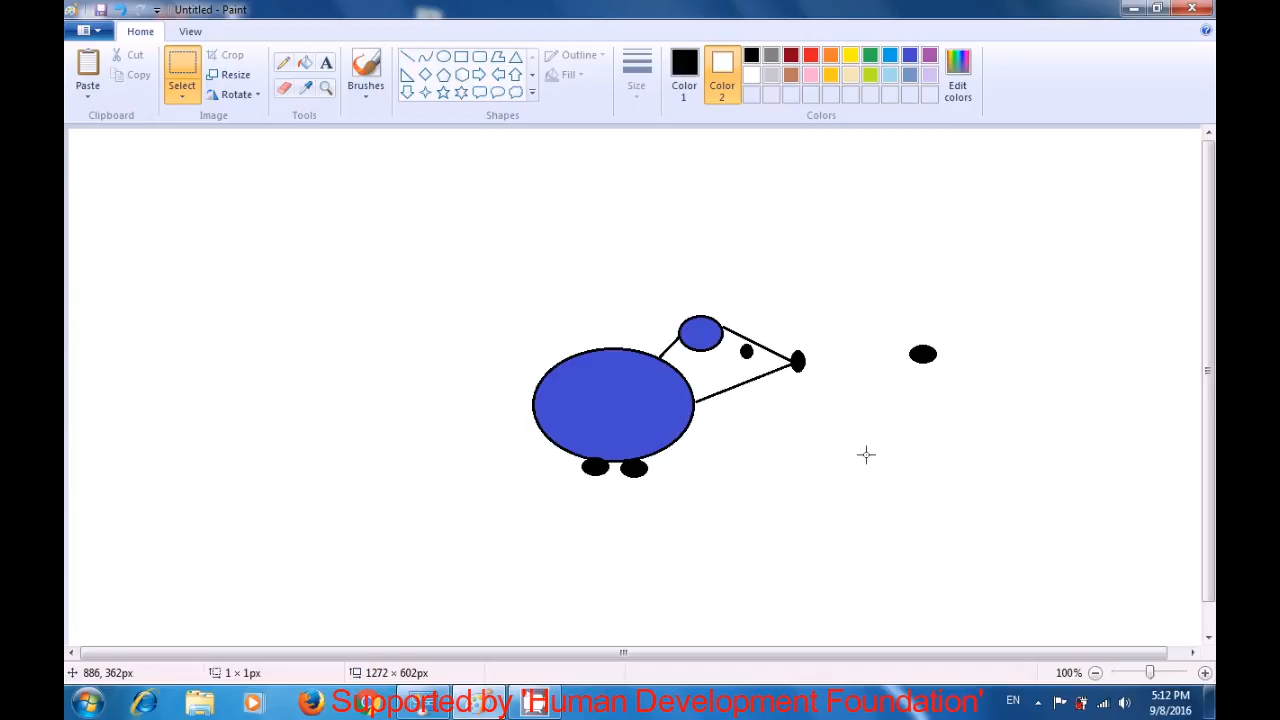 Untitled - Paint
Home View
Paste Cut Copy
Crop
Resize
Rotate
Select
Brushes
Outline
Fill
Size
Color 1
Color 2
Edit colors
Clipboard Image Tools Shapes Colors
886, 362px 1 × 1px 1272 × 602px 100%
Supported by 'Human Development Foundation'
EN
5:12 PM
9/8/2016